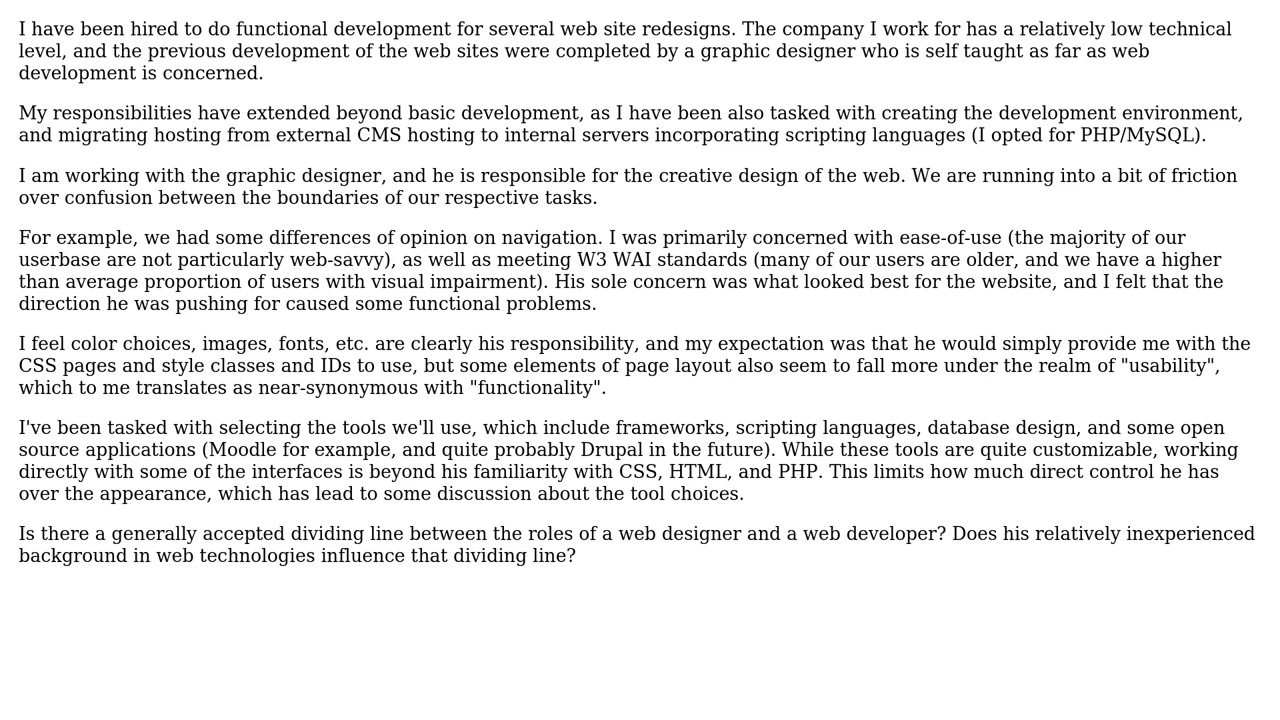 I have been hired to do functional development for several web site redesigns. The company I work for has a relatively low technical
level, and the previous development of the web sites were completed by a graphic designer who is self taught as far as web
development is concerned.
My responsibilities have extended beyond basic development, as I have been also tasked with creating the development environment,
and migrating hosting from external CMS hosting to internal servers incorporating scripting languages (I opted for PHP/MySQL).
I am working with the graphic designer, and he is responsible for the creative design of the web. We are running into a bit of friction
over confusion between the boundaries of our respective tasks.
For example, we had some differences of opinion on navigation. I was primarily concerned with ease-of-use (the majority of our
userbase are not particularly web-savvy), as well as meeting W3 WAI standards (many of our users are older, and we have a higher
than average proportion of users with visual impairment). His sole concern was what looked best for the website, and I felt that the
direction he was pushing for caused some functional problems.
I feel color choices, images, fonts, etc. are clearly his responsibility, and my expectation was that he would simply provide me with the
CSS pages and style classes and IDs to use, but some elements of page layout also seem to fall more under the realm of "usability",
which to me translates as near-synonymous with "functionality".
I've been tasked with selecting the tools we'll use, which include frameworks, scripting languages, database design, and some open
source applications (Moodle for example, and quite probably Drupal in the future). While these tools are quite customizable, working
directly with some of the interfaces is beyond his familiarity with CSS, HTML, and PHP. This limits how much direct control he has
over the appearance, which has lead to some discussion about the tool choices.
Is there a generally accepted dividing line between the roles of a web designer and a web developer? Does his relatively inexperienced
background in web technologies influence that dividing line?